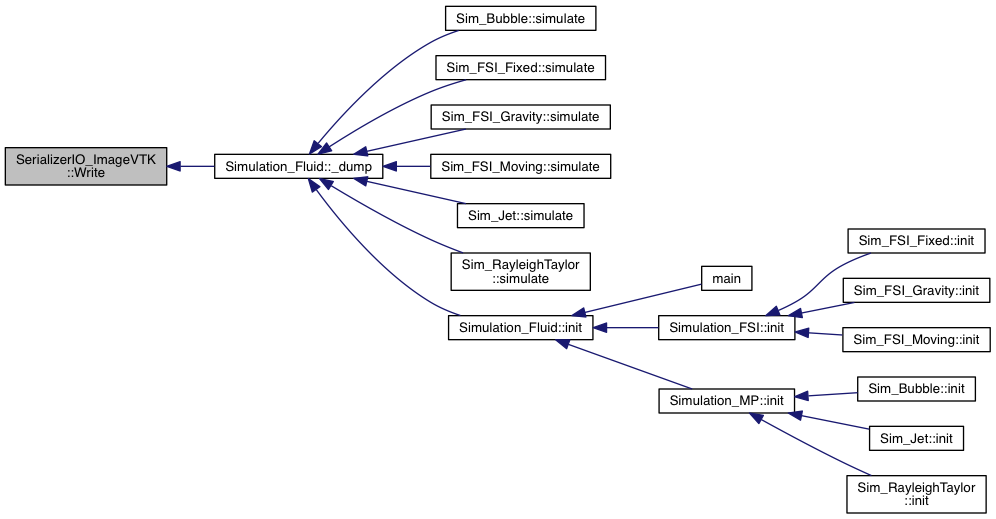 SerializerIO_ImageVTK
::Write
Simulation_Fluid::_dump
Sim_Bubble::simulate
Sim_FSI_Fixed::simulate
Sim_FSI_Gravity::simulate
Sim_FSI_Moving::simulate
Sim_Jet::simulate
Sim_RayleighTaylor
::simulate
Simulation_Fluid::init
main
Simulation_FSI::init
Sim_FSI_Fixed::init
Sim_FSI_Gravity::init
Sim_FSI_Moving::init
Simulation_MP::init
Sim_Bubble::init
Sim_Jet::init
Sim_RayleighTaylor
::init